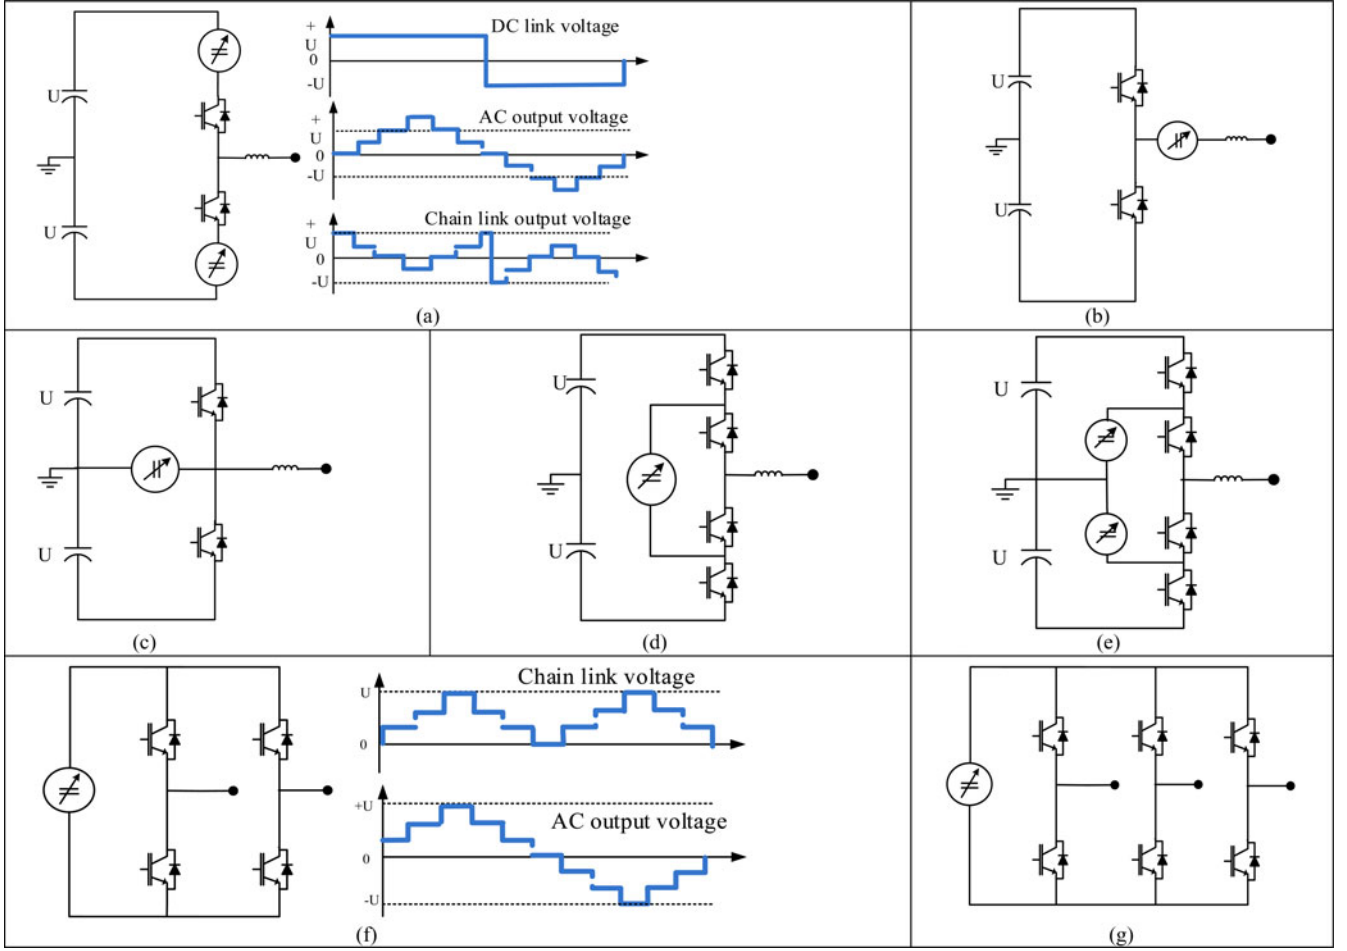 +
U
0
-U
DC link voltage
U
U
+
U
0
-U
AC output voltage
+
U
0
-U
Chain link output voltage
(a)
U
U
(b)
U
U
(c)
U
U
(d)
U
U
(e)
U
0
Chain link voltage
+U
0
-U
AC output voltage
(f)
(g)